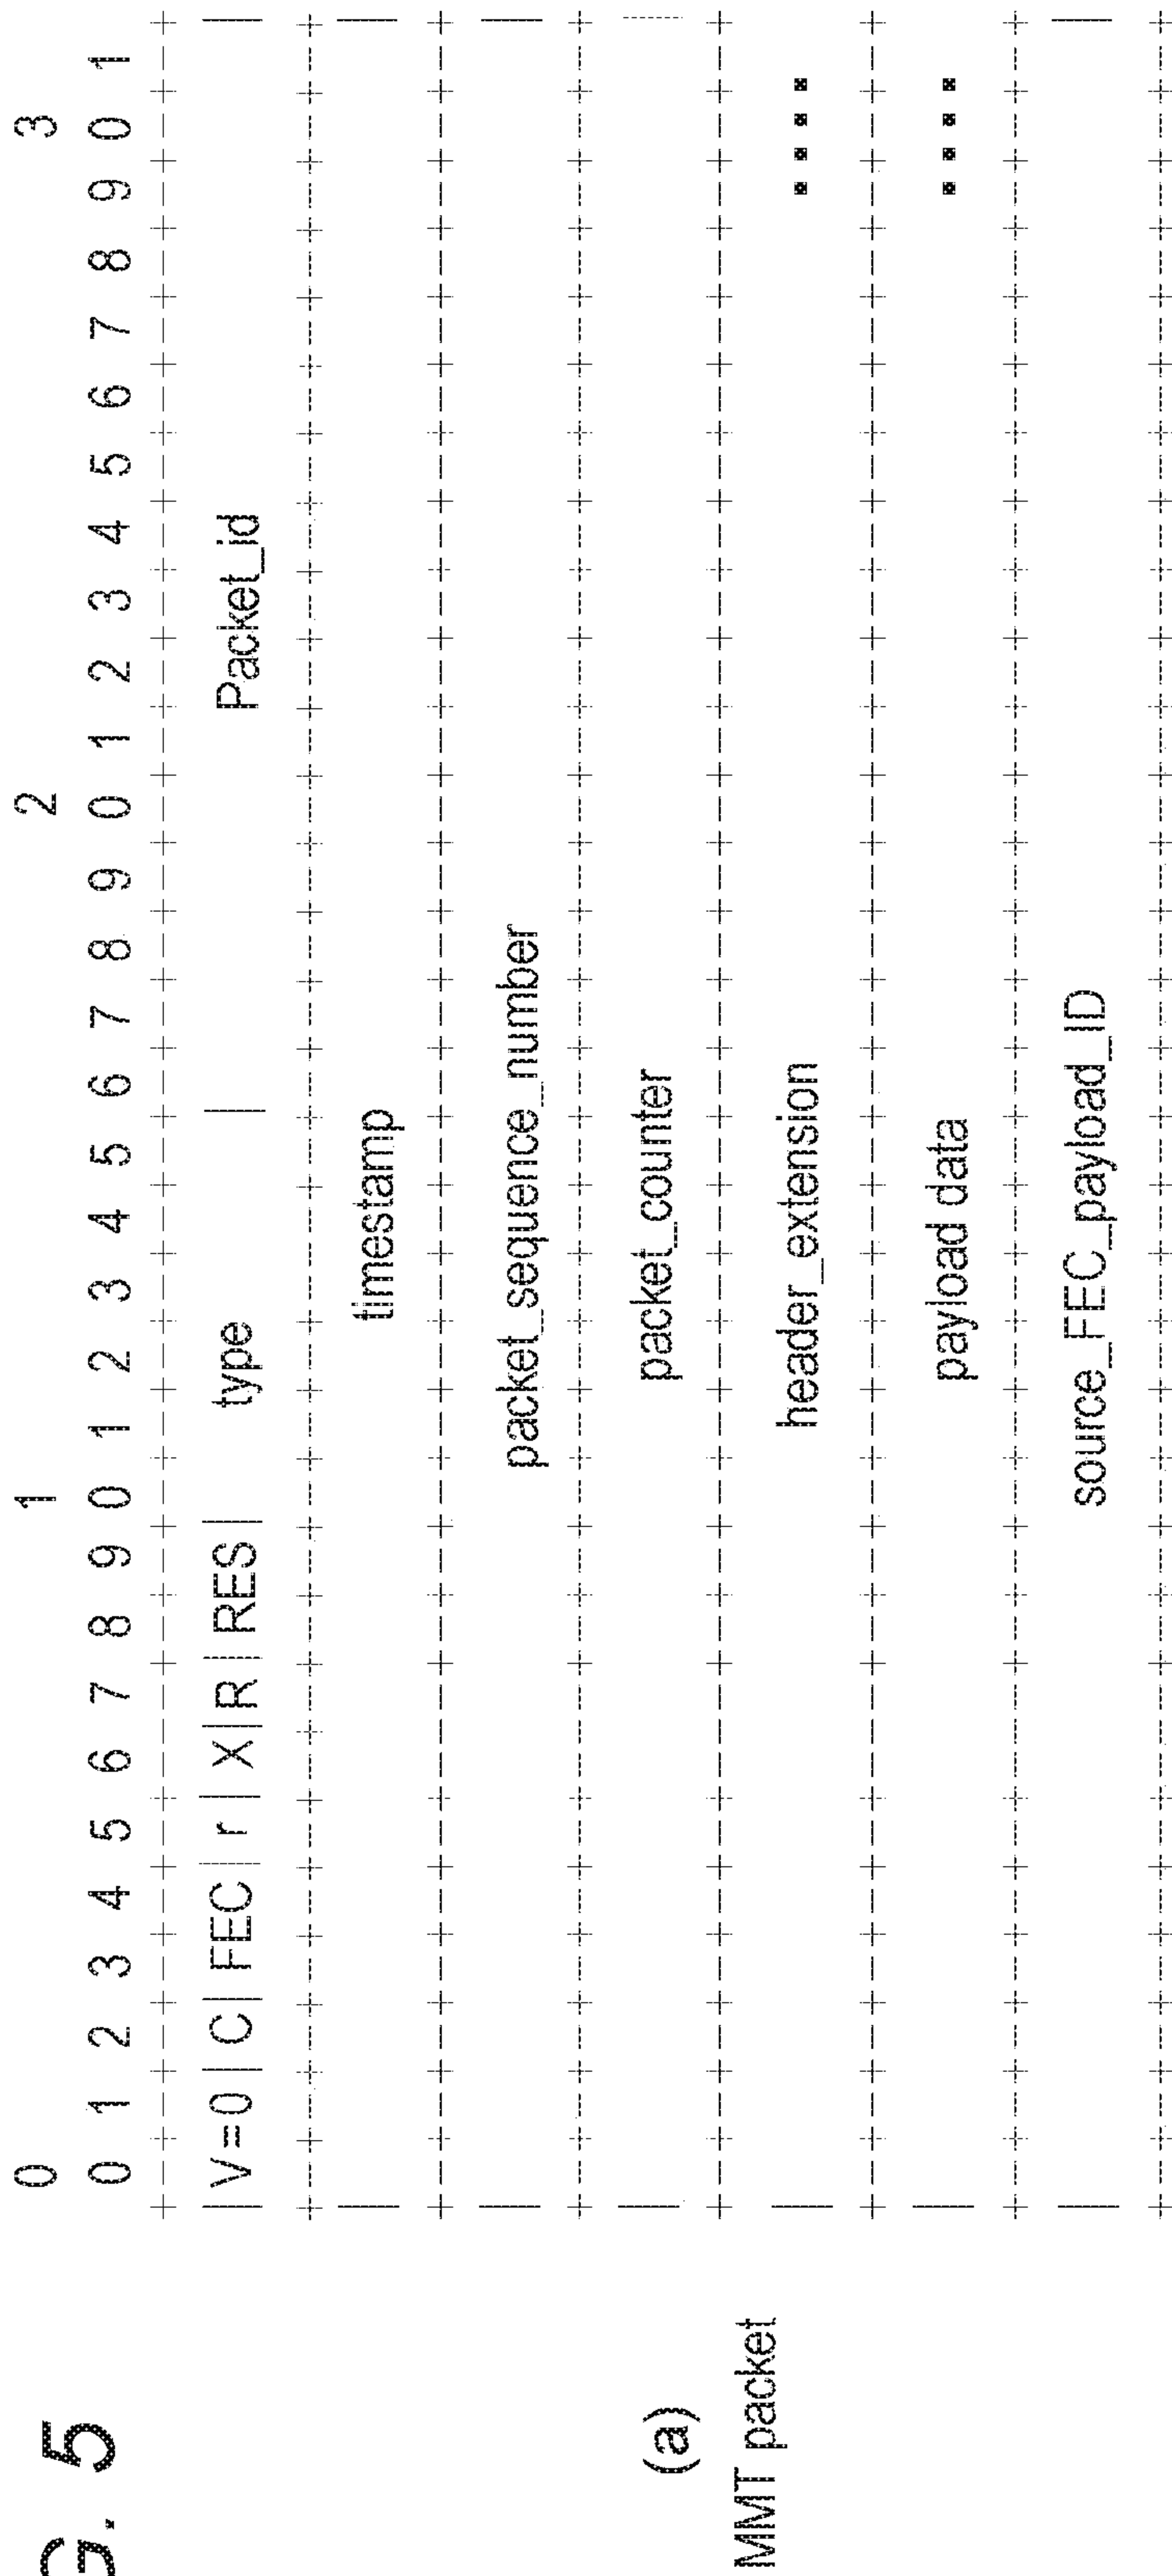 G. 5
0 1 2 3
0 1 2 3 4 5 6 7 8 9 0 1 2 3 4 5 6 7 8 9 0 1 2 3 4 5 6 7 8 9 0 1
|V=0|C|FEC|r|X|R|RES| type | Packet_id |
| timestamp |
| packet_sequence_number |
(a)
| packet_counter |
MMT packet
| header_extension ....
| payload data ....
| source_FEC_payload_ID |